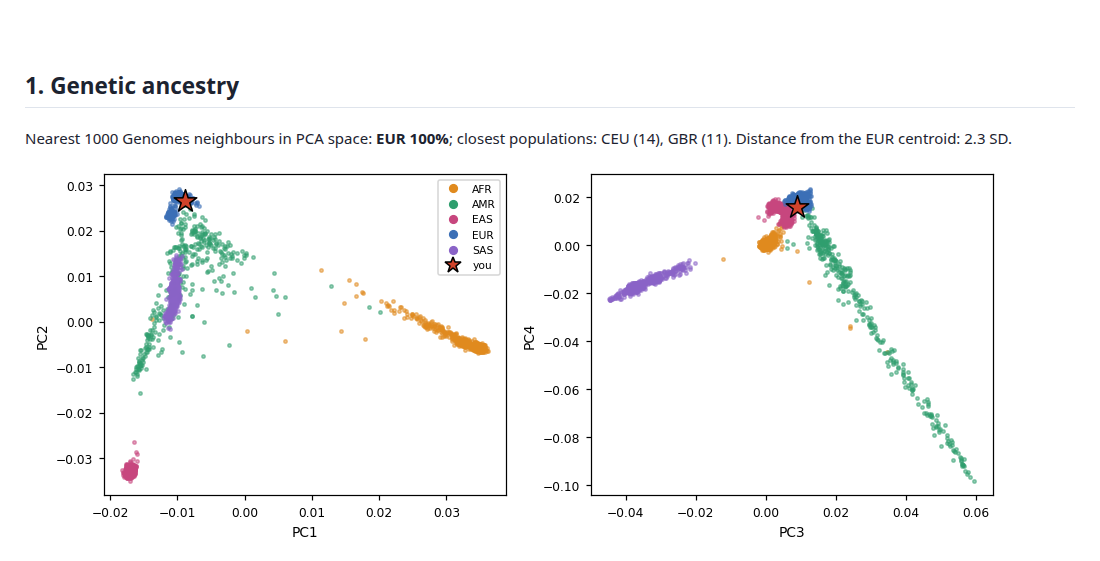 1. Genetic ancestry
Nearest 1000 Genomes neighbours in PCA space: EUR 100%; closest populations: CEU (14), GBR (11). Distance from the EUR centroid: 2.3 SD.
0.03
0.02
0.01
0.00
−0.01
−0.02
−0.03
PC2
−0.02
−0.01
0.00
0.01
0.02
0.03
PC1
AFR
AMR
EAS
EUR
SAS
you
0.02
0.00
−0.02
−0.04
−0.06
−0.08
−0.10
PC4
−0.04
−0.02
0.00
0.02
0.04
0.06
PC3